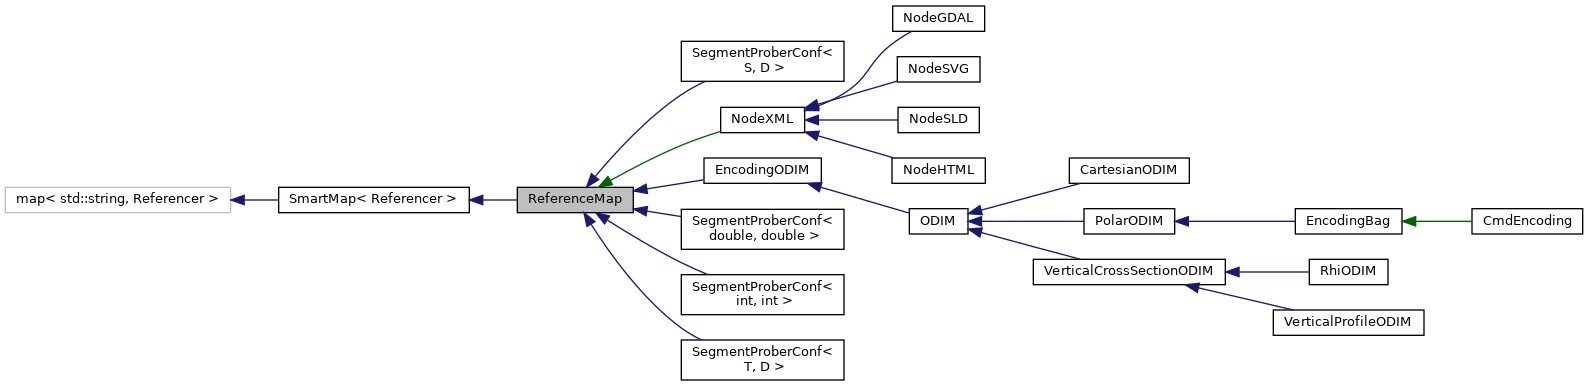 map< std::string, Referencer >
SmartMap< Referencer >
ReferenceMap
SegmentProberConf<
S, D >
NodeXML
NodeGDAL
NodeSVG
NodeSLD
NodeHTML
EncodingODIM
ODIM
CartesianODIM
PolarODIM
EncodingBag
CmdEncoding
VerticalCrossSectionODIM
RhiODIM
VerticalProfileODIM
SegmentProberConf<
double, double >
SegmentProberConf<
int, int >
SegmentProberConf<
T, D >